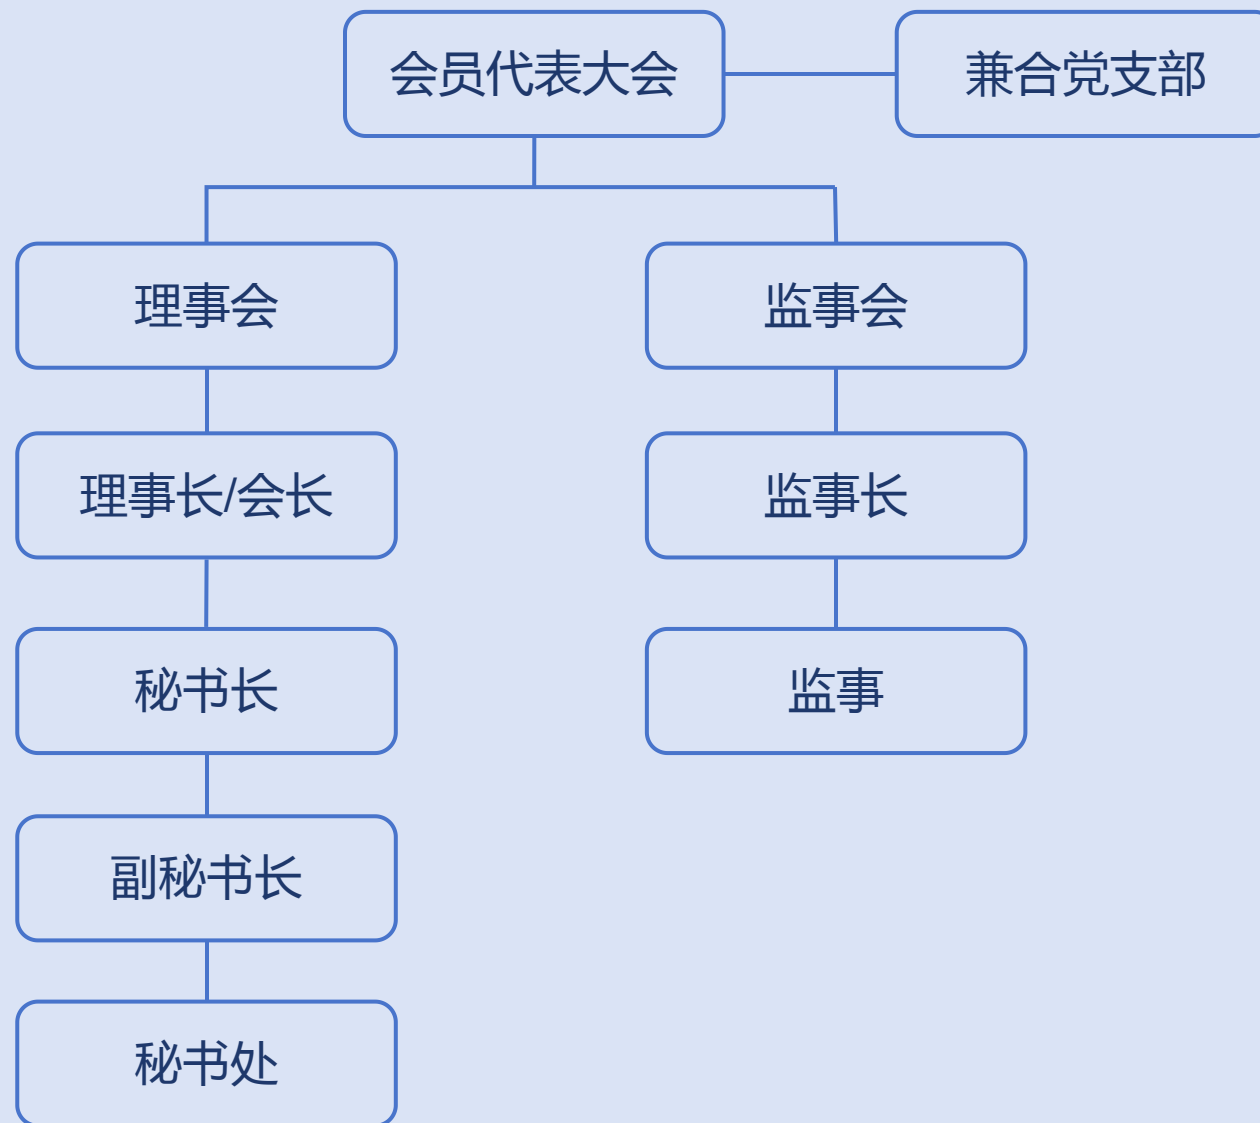 会员代表大会
兼合党支部
理事会
监事会
理事长/会长
监事长
秘书长
监事
副秘书长
秘书处